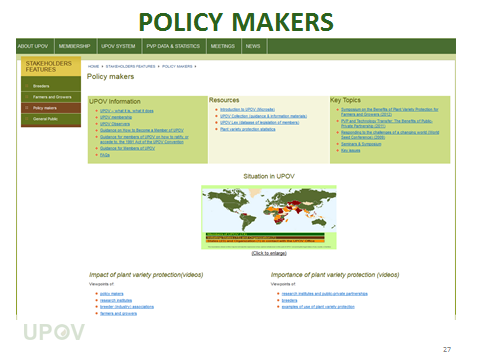 POLICY MAKERS
ABOUT UPOV MEMBERSHIP UPOV SYSTEM PVP DATA & STATISTICS MEETINGS NEWS
STAKEHOLDERS
FEATURES
HOME STAKEHOLDERS FEATURES POLICY MAKERS
Policy makers
Breeders
Farmers and Growers
Policy makers
General Public
UPOV Information
UPOV – what it is, what it does
UPOV membership
UPOV Observers
Guidance on How to Become a Member of UPOV
Guidance for members of UPOV on how to ratify, or
accede to, the 1991 Act of the UPOV Convention
Guidance for Members of UPOV
FAQs
Resources
Introduction to UPOV
UPOV Collection (guidance & information materials)
UPOV Lex (database of legislation of members)
Plant variety protection statistics
Key Topics
Symposium on the Benefits of Plant Variety Protection for
Farmers and Growers (2012)
PVP and Technology Transfer: The Benefits of Public-
Private Partnership (2011)
Responding to the challenges of a changing world (World
Seed Conference) (2009)
Seminars & Symposium
Key issues
Situation in UPOV
(Click to enlarge)
Impact of plant variety protection(videos)
Viewpoints of:
policy makers
research institutes
breeder (industry) associations
farmers and growers
Importance of plant variety protection (videos)
Viewpoints of:
research institutes and public-private partnerships
breeders
examples of use of plant variety protection
UPOV
27